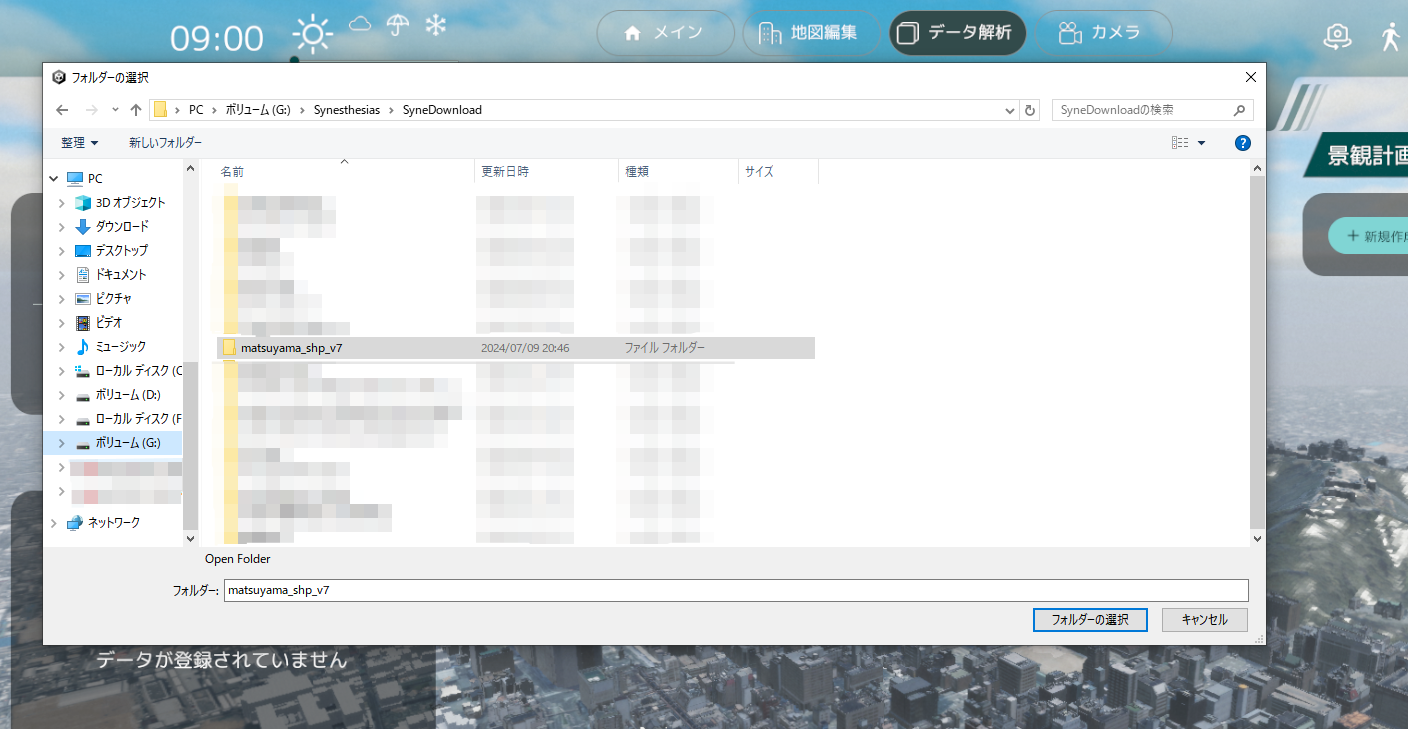 09:00
メイン
地図編集
データ解析
カメラ
フォルダーの選択
PC
ボリューム (G:)
Synesthesias
SyneDownload
SyneDownloadの検索
整理
新しいフォルダー
景観計画
+ 新規作成
名前
更新日時
種類
サイズ
PC
3D オブジェクト
ダウンロード
デスクトップ
ドキュメント
ピクチャ
ビデオ
ミュージック
ローカル ディスク (C
ボリューム (D:)
ローカル ディスク (F
ボリューム (G:)
ネットワーク
matsuyama_shp_v7
2024/07/09 20:46
ファイル フォルダー
Open Folder
フォルダー:
matsuyama_shp_v7
フォルダーの選択
キャンセル
データが登録されていません